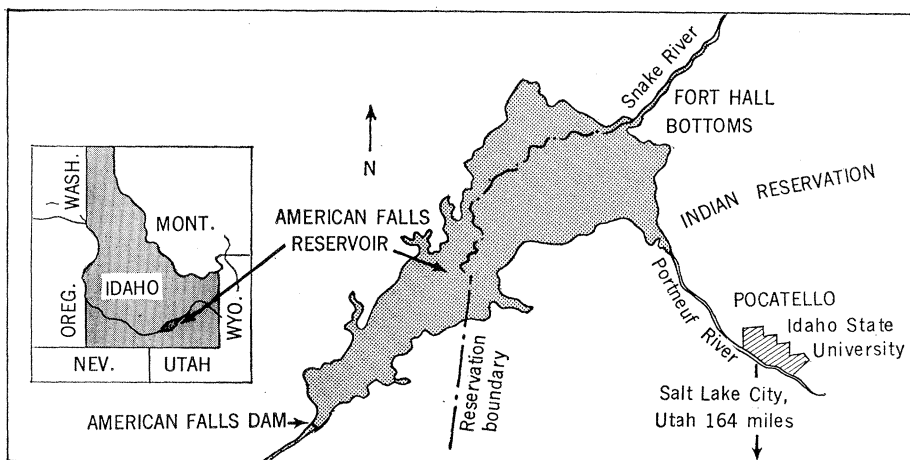 Snake River
FORT HALL
BOTTOMS
N
INDIAN RESERVATION
WASH.
MONT.
AMERICAN FALLS
RESERVOIR
IDAHO
OREG.
WYO.
NEV.
UTAH
Portneuf River
POCATELLO
Idaho State
University
Reservation
boundary
Salt Lake City,
Utah 164 miles
AMERICAN FALLS DAM